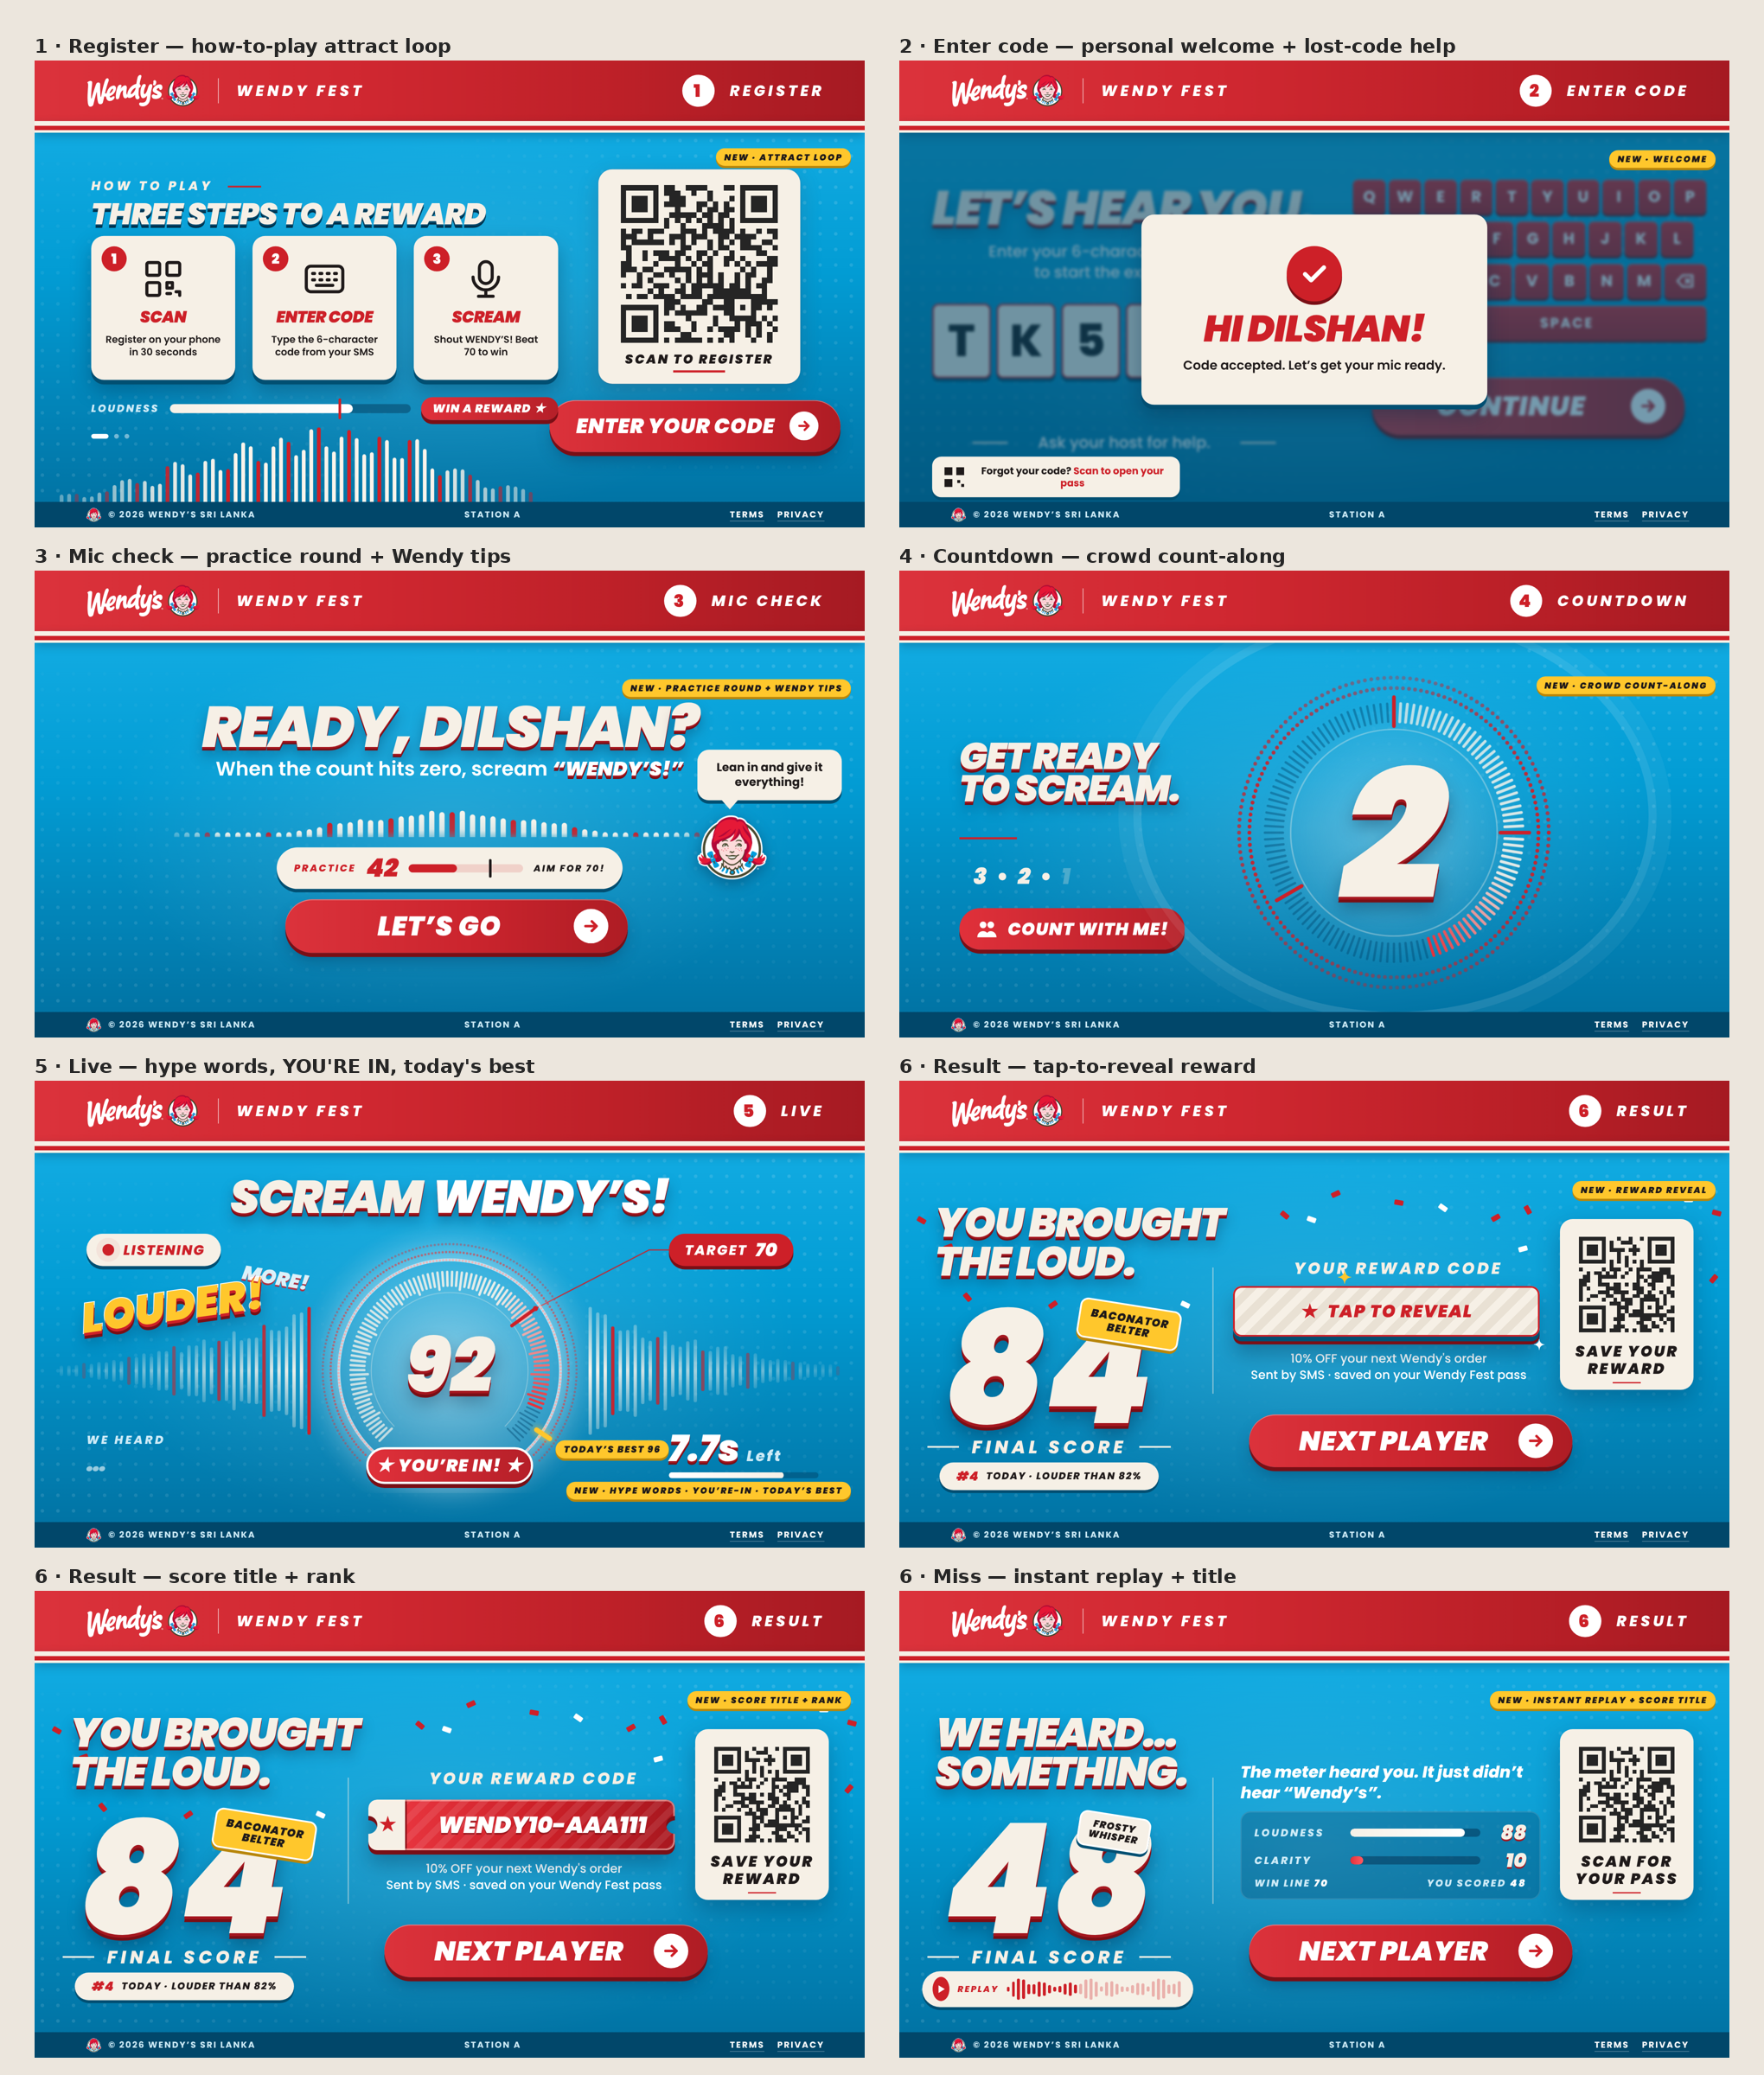 1 · Register — how-to-play attract loop
Wendy's WENDY FEST
1 REGISTER
NEW · ATTRACT LOOP
HOW TO PLAY
THREE STEPS TO A REWARD
1
SCAN
Register on your phone
in 30 seconds
2
ENTER CODE
Type the 6-character
code from your SMS
3
SCREAM
Shout WENDY'S! Beat
70 to win
SCAN TO REGISTER
LOUDNESS
WIN A REWARD ★
ENTER YOUR CODE
© 2026 WENDY'S SRI LANKA
STATION A
TERMS PRIVACY
2 · Enter code — personal welcome + lost-code help
Wendy's WENDY FEST
2 ENTER CODE
NEW · WELCOME
LET'S HEAR YOU
Q W E R T Y U I O P
F G H J K L
C V B N M
SPACE
Enter your 6-charac
to start the ex
T K 5
HI DILSHAN!
Code accepted. Let's get your mic ready.
CONTINUE
Ask your host for help.
Forgot your code? Scan to open your
pass
© 2026 WENDY'S SRI LANKA
STATION A
TERMS PRIVACY
3 · Mic check — practice round + Wendy tips
Wendy's WENDY FEST
3 MIC CHECK
NEW · PRACTICE ROUND + WENDY TIPS
READY, DILSHAN?
When the count hits zero, scream “WENDY'S!”
Lean in and give it
everything!
PRACTICE 42 AIM FOR 70!
LET'S GO
© 2026 WENDY'S SRI LANKA
STATION A
TERMS PRIVACY
4 · Countdown — crowd count-along
Wendy's WENDY FEST
4 COUNTDOWN
NEW · CROWD COUNT-ALONG
GET READY
TO SCREAM.
3 • 2 • 1
COUNT WITH ME!
2
© 2026 WENDY'S SRI LANKA
STATION A
TERMS PRIVACY
5 · Live — hype words, YOU'RE IN, today's best
Wendy's WENDY FEST
5 LIVE
SCREAM WENDY'S!
LISTENING
TARGET 70
MORE!
LOUDER!
92
WE HEARD
•••
★ YOU'RE IN! ★
TODAY'S BEST 96
7.7s Left
NEW · HYPE WORDS · YOU'RE-IN · TODAY'S BEST
© 2026 WENDY'S SRI LANKA
STATION A
TERMS PRIVACY
6 · Result — tap-to-reveal reward
Wendy's WENDY FEST
6 RESULT
NEW · REWARD REVEAL
YOU BROUGHT
THE LOUD.
84
BACONATOR
BELTER
FINAL SCORE
#4 TODAY · LOUDER THAN 82%
YOUR REWARD CODE
★ TAP TO REVEAL
10% OFF your next Wendy's order
Sent by SMS · saved on your Wendy Fest pass
SAVE YOUR
REWARD
NEXT PLAYER
© 2026 WENDY'S SRI LANKA
STATION A
TERMS PRIVACY
6 · Result — score title + rank
Wendy's WENDY FEST
6 RESULT
NEW · SCORE TITLE + RANK
YOU BROUGHT
THE LOUD.
84
BACONATOR
BELTER
FINAL SCORE
#4 TODAY · LOUDER THAN 82%
YOUR REWARD CODE
★ WENDY10-AAA111
10% OFF your next Wendy's order
Sent by SMS · saved on your Wendy Fest pass
SAVE YOUR
REWARD
NEXT PLAYER
© 2026 WENDY'S SRI LANKA
STATION A
TERMS PRIVACY
6 · Miss — instant replay + title
Wendy's WENDY FEST
6 RESULT
NEW · INSTANT REPLAY + SCORE TITLE
WE HEARD...
SOMETHING.
48
FROSTY
WHISPER
FINAL SCORE
REPLAY
The meter heard you. It just didn't
hear “Wendy's”.
LOUDNESS 88
CLARITY 10
WIN LINE 70 YOU SCORED 48
SCAN FOR
YOUR PASS
NEXT PLAYER
© 2026 WENDY'S SRI LANKA
STATION A
TERMS PRIVACY